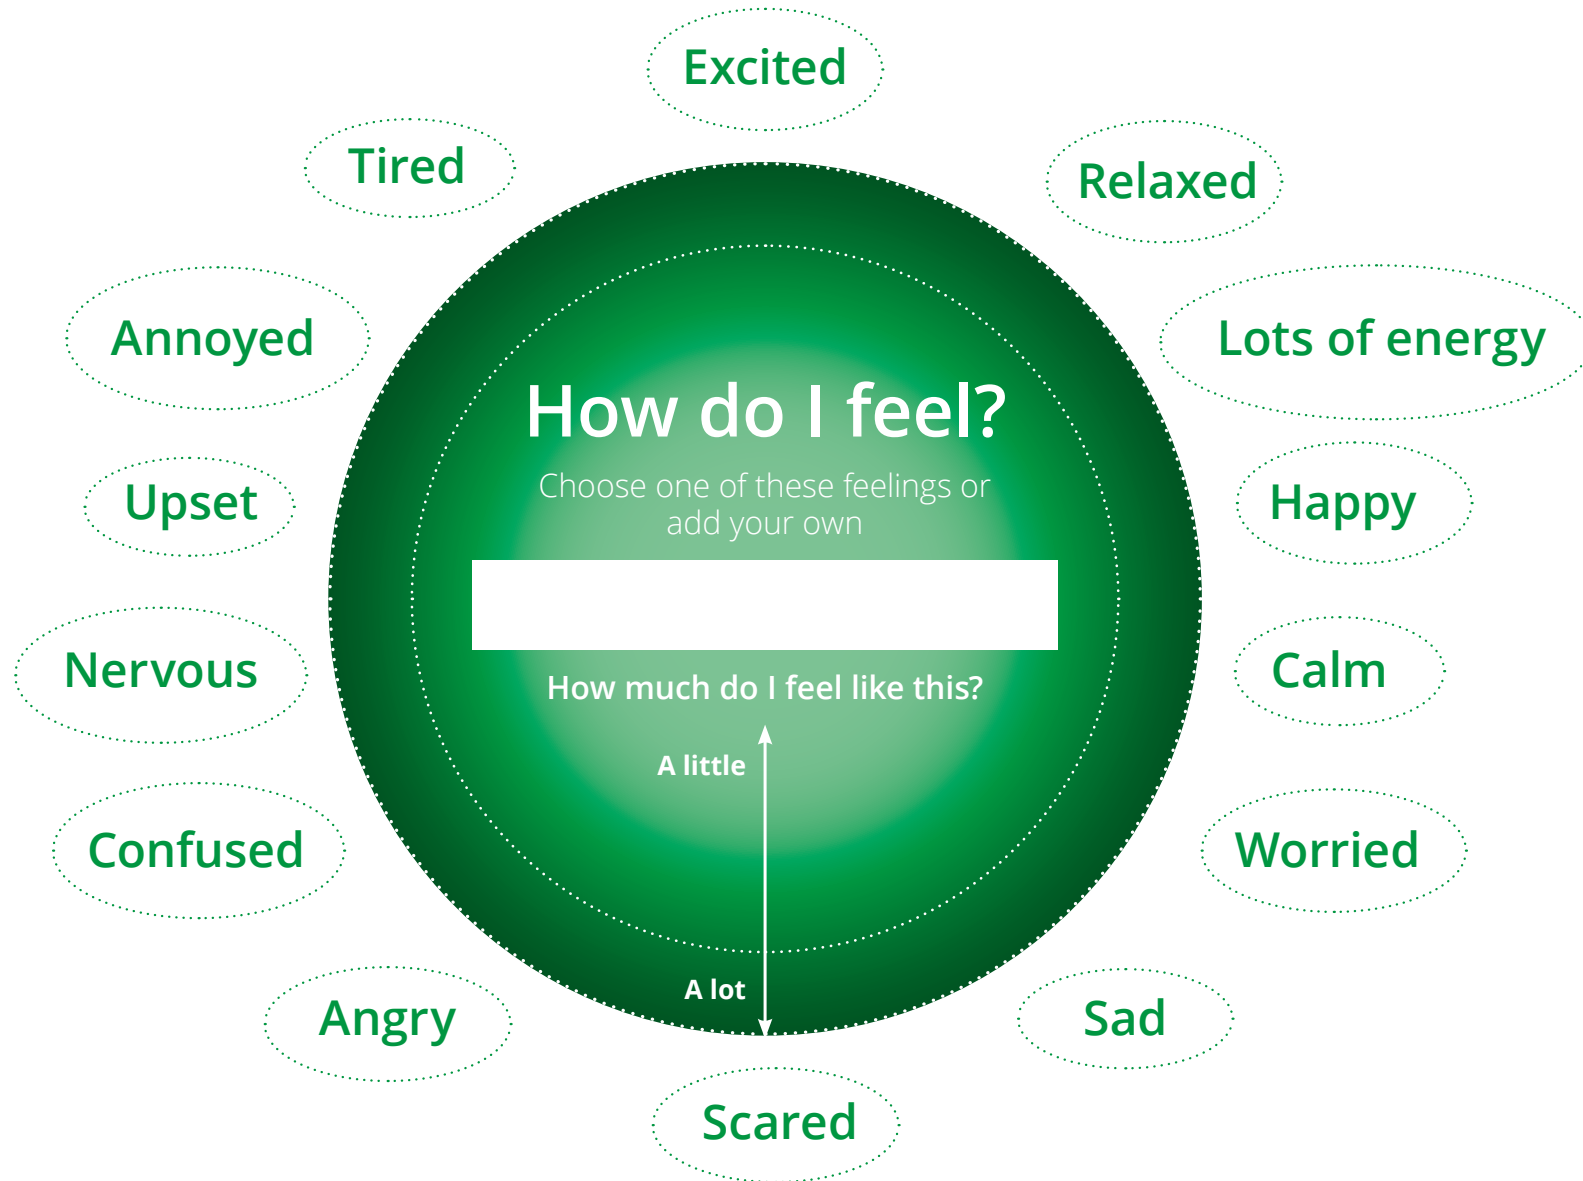 Excited
Tired
Relaxed
Annoyed
Lots of energy
How do I feel?
Choose one of these feelings or
add your own
Upset
Happy
Nervous
Calm
How much do I feel like this?
A little
Confused
Worried
A lot
Angry
Sad
Scared